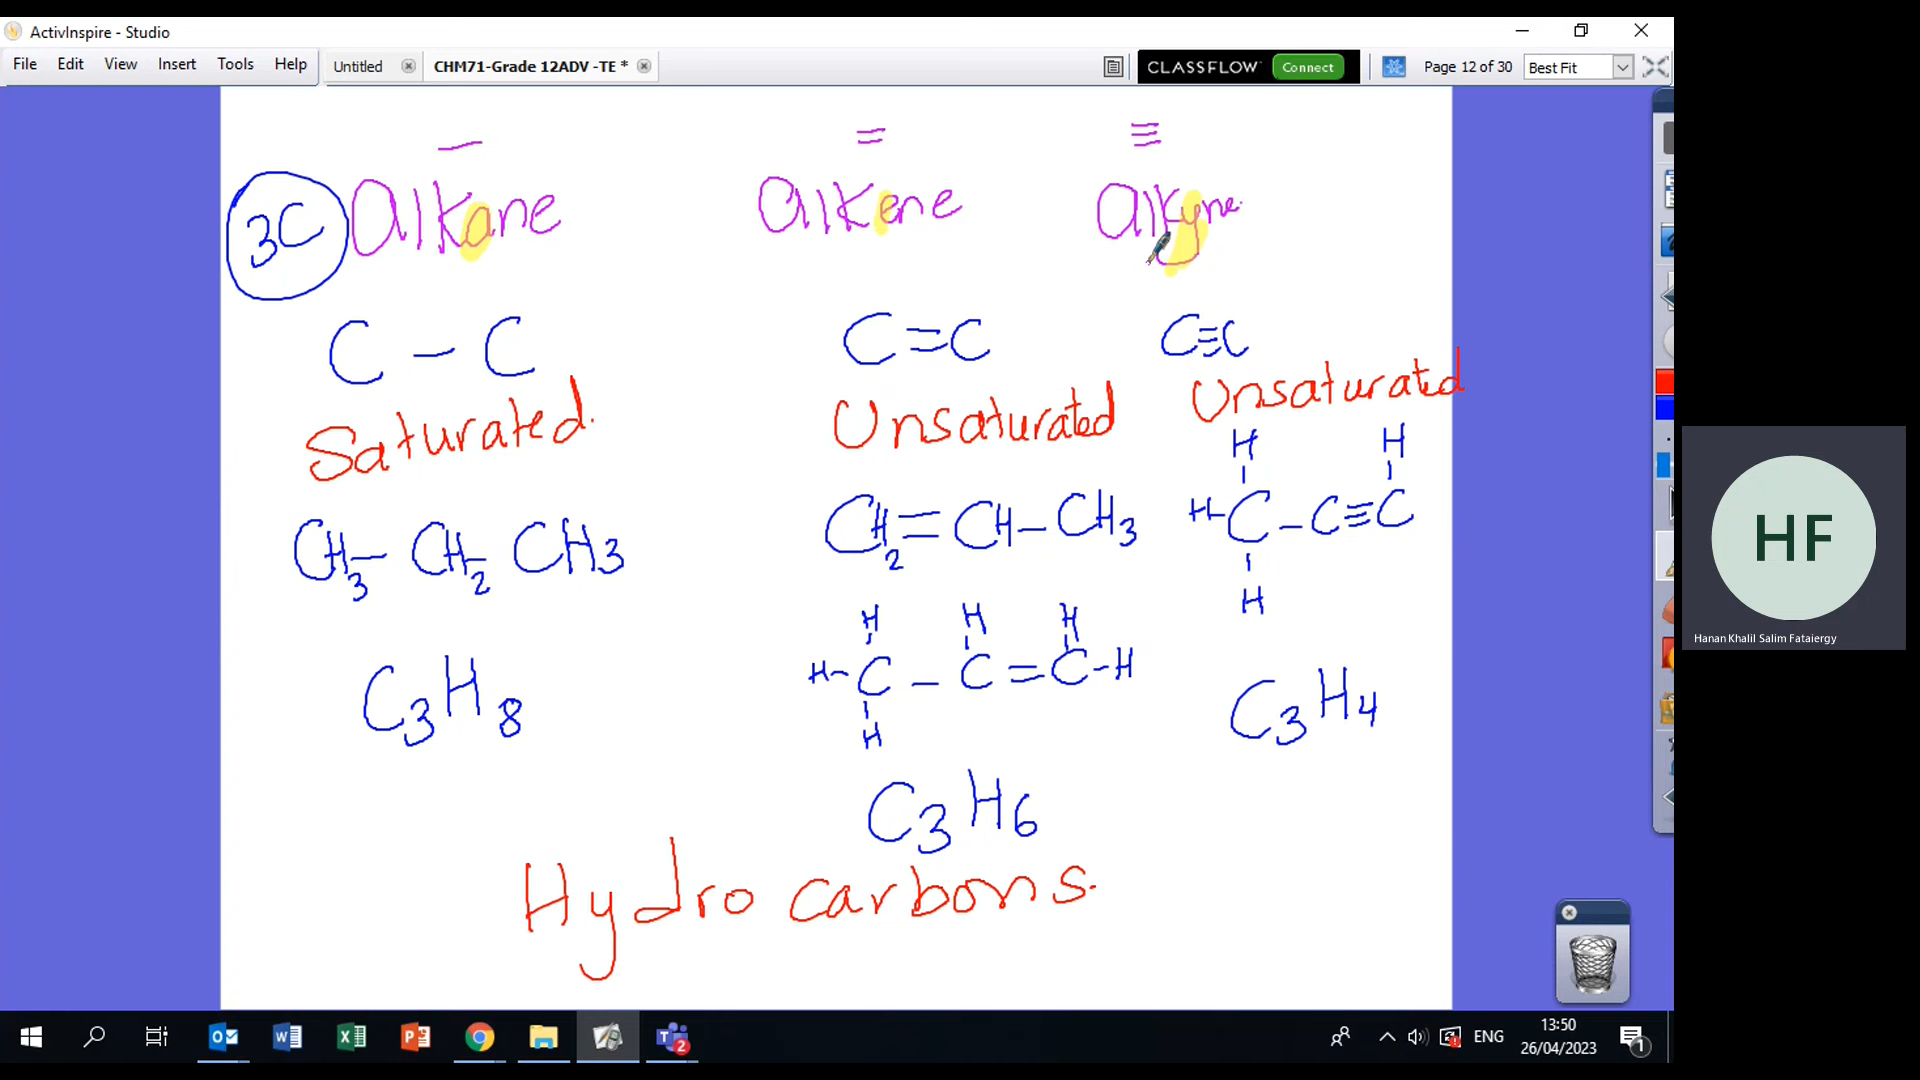 ActivInspire - Studio
File Edit View Insert Tools Help
Untitled
CHM71-Grade 12ADV -TE *
CLASSFLOW Connect
Page 12 of 30
Best Fit
— = ≡
3C Alkane Alkene Alkyne.
C - C C=C C≡C
Saturated. Unsaturated Unsaturated
H H
CH3- CH2- CH3 CH2=CH-CH3 H-C-C≡C
H
H H H
H-C-C=C-H
H
C3H8 C3H4
C3H6
Hydro carbons.
HF
Hanan Khalil Salim Fataiergy
2
ENG
13:50
26/04/2023
1